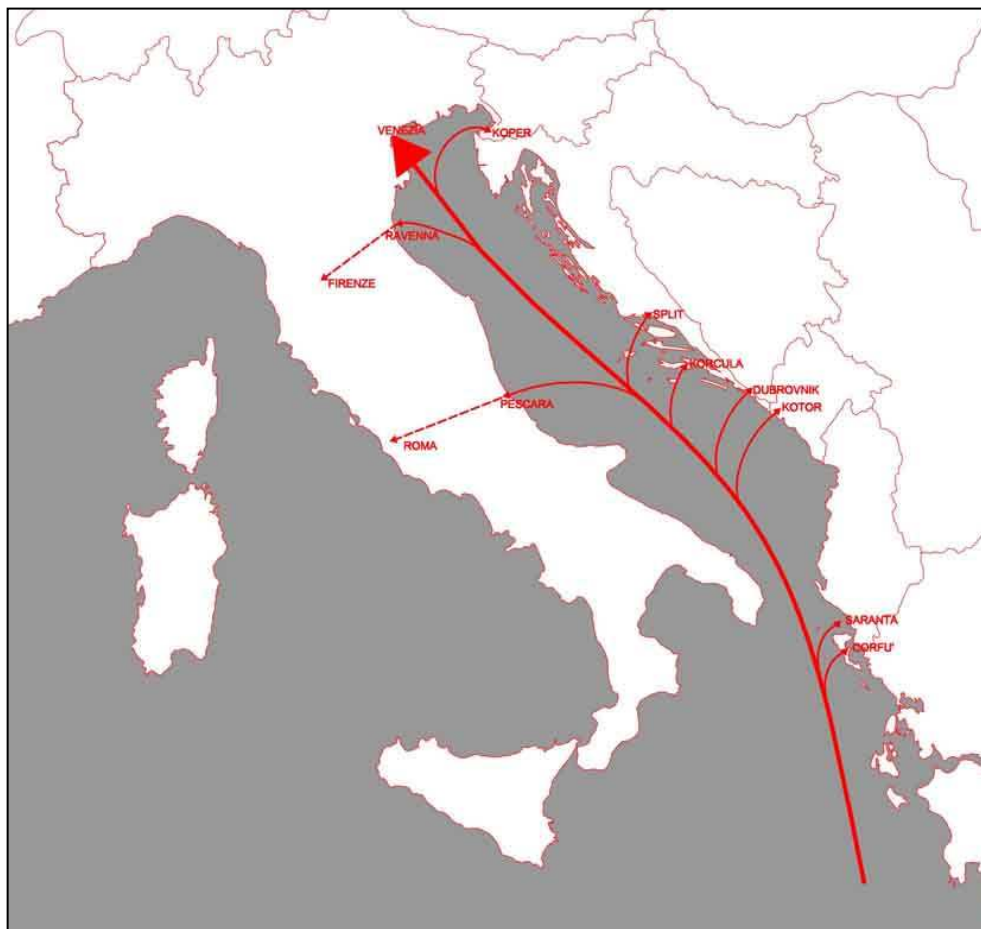 VENEZIA
KOPER
RAVENNA
FIRENZE
SPLIT
KORCULA
DUBROVNIK
PESCARA
KOTOR
ROMA
SARANTA
CORFU'